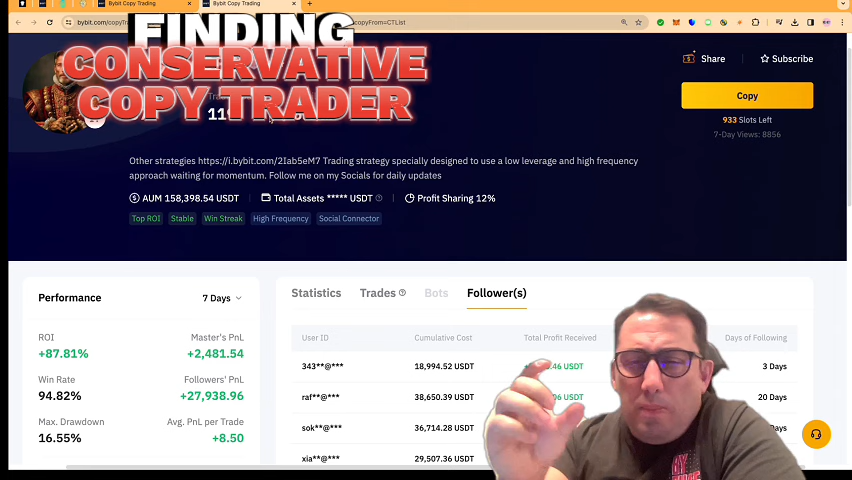 Bybit Copy Trading
Bybit Copy Trading
bybit.com/copyTra
copyFrom=CTList
FINDING
CONSERVATIVE
COPY TRADER
Share
Subscribe
Copy
933 Slots Left
7-Day Views: 8856
Other strategies https://i.bybit.com/2Iab5eM7 Trading strategy specially designed to use a low leverage and high frequency
approach waiting for momentum. Follow me on my Socials for daily updates
AUM 158,398.54 USDT
Total Assets ***** USDT
Profit Sharing 12%
Top ROI
Stable
Win Streak
High Frequency
Social Connector
Performance
7 Days
ROI
Master's PnL
+87.81%
+2,481.54
Win Rate
Followers' PnL
94.82%
+27,938.96
Max. Drawdown
Avg. PnL per Trade
16.55%
+8.50
Statistics
Trades
Bots
Follower(s)
User ID
Cumulative Cost
Total Profit Received
Days of Following
343**@***
18,994.52 USDT
3 Days
raf**@***
38,650.39 USDT
20 Days
sok**@***
36,714.28 USDT
Days
xia**@***
29,507.36 USDT